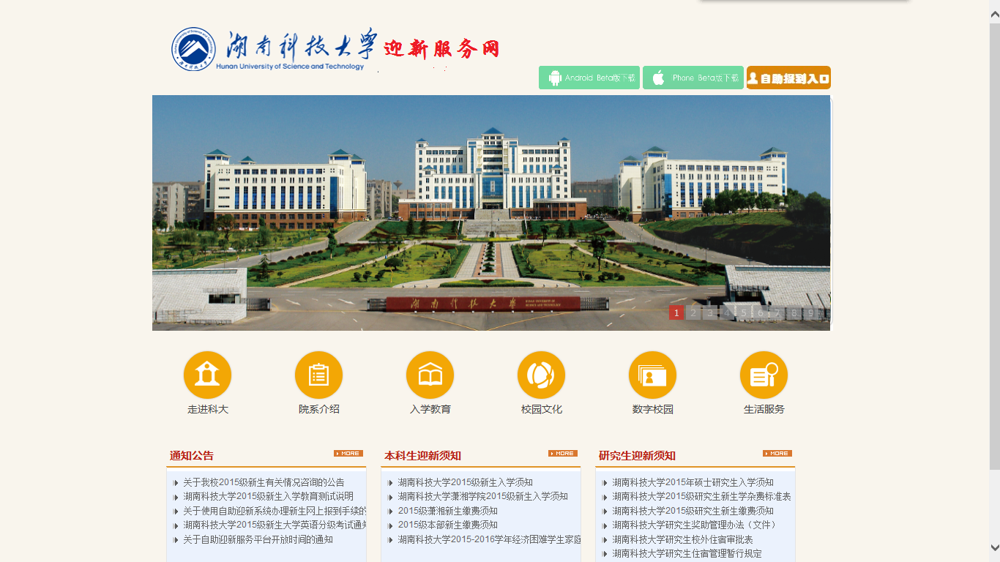 湖南科技大学 迎新服务网
Hunan University of Science and Technology
Android Beta版下载
iPhone Beta版下载
自助报到入口
湖南科技大学 HUNAN UNIVERSITY OF SCIENCE AND TECHNOLOGY
1 2 3 4 5 6 7 8 9
走进科大
院系介绍
入学教育
校园文化
数字校园
生活服务
通知公告
MORE
关于我校2015级新生有关情况咨询的公告
湖南科技大学2015级新生入学教育测试说明
关于使用自助迎新系统办理新生网上报到手续的
湖南科技大学2015级新生大学英语分级考试通知
关于自助迎新服务平台开放时间的通知
本科生迎新须知
MORE
湖南科技大学2015级新生入学须知
湖南科技大学潇湘学院2015级新生入学须知
2015级潇湘新生缴费须知
2015级本部新生缴费须知
湖南科技大学2015-2016学年经济困难学生家庭
研究生迎新须知
MORE
湖南科技大学2015年硕士研究生入学须知
湖南科技大学2015级研究生新生学杂费标准表
湖南科技大学2015级研究生新生缴费须知
湖南科技大学研究生奖助管理办法（文件）
湖南科技大学研究生校外住宿审批表
湖南科技大学研究生住宿管理暂行规定